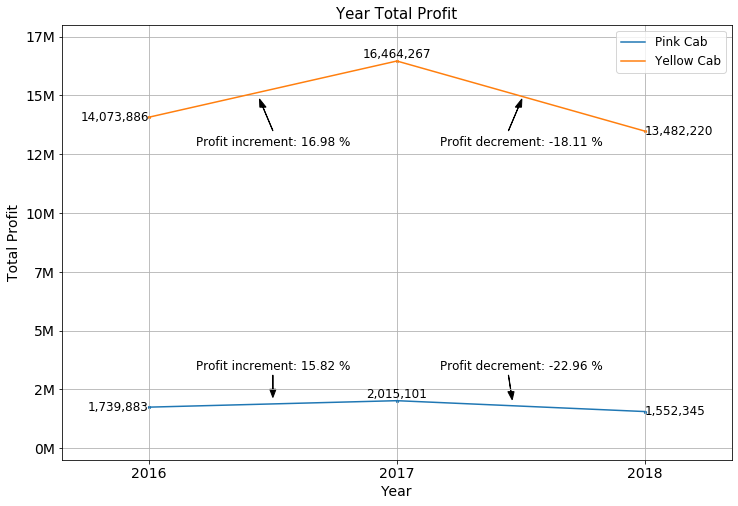 Year Total Profit
Pink Cab
Yellow Cab
17M
15M
12M
10M
7M
5M
2M
0M
Total Profit
16,464,267
14,073,886
13,482,220
Profit increment: 16.98 %
Profit decrement: -18.11 %
Profit increment: 15.82 %
Profit decrement: -22.96 %
2,015,101
1,739,883
1,552,345
2016
2017
2018
Year